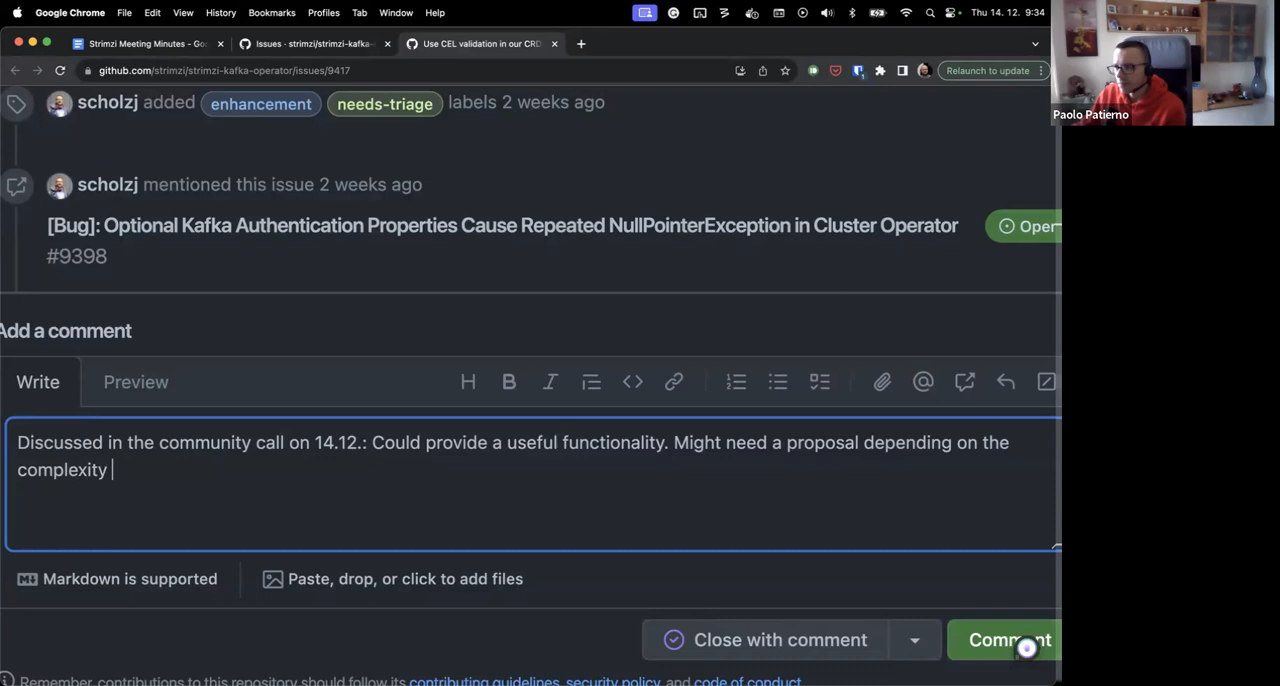 Google Chrome File Edit View History Bookmarks Profiles Tab Window Help Thu 14. 12. 9:34
Strimzi Meeting Minutes - Goo Issues · strimzi/strimzi-kafka- Use CEL validation in our CRD
github.com/strimzi/strimzi-kafka-operator/issues/9417 Relaunch to update
Paolo Patierno
scholzj added enhancement needs-triage labels 2 weeks ago
scholzj mentioned this issue 2 weeks ago
[Bug]: Optional Kafka Authentication Properties Cause Repeated NullPointerException in Cluster Operator
#9398
Open
Add a comment
Write Preview
Discussed in the community call on 14.12.: Could provide a useful functionality. Might need a proposal depending on the
complexity
Markdown is supported Paste, drop, or click to add files
Close with comment Comment
Remember, contributions to this repository should follow its contributing guidelines, security policy, and code of conduct.